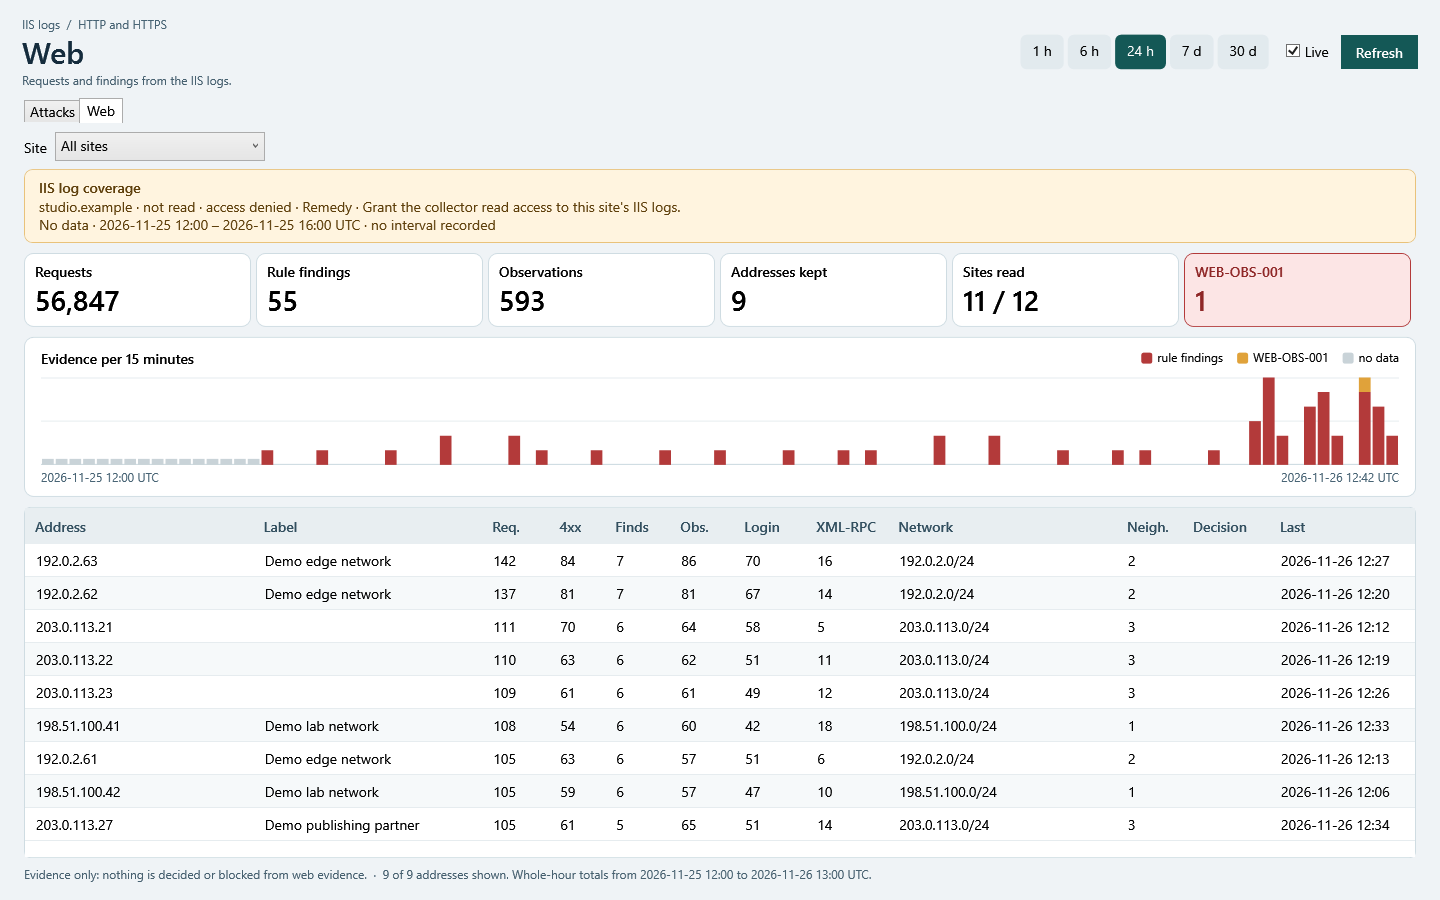 IIS logs / HTTP and HTTPS
Web
Requests and findings from the IIS logs.
1 h 6 h 24 h 7 d 30 d Live Refresh
Attacks Web
Site All sites
IIS log coverage
studio.example · not read · access denied · Remedy · Grant the collector read access to this site's IIS logs.
No data · 2026-11-25 12:00 – 2026-11-25 16:00 UTC · no interval recorded
Requests Rule findings Observations Addresses kept Sites read WEB-OBS-001
56,847 55 593 9 11 / 12 1
Evidence per 15 minutes rule findings WEB-OBS-001 no data
2026-11-25 12:00 UTC 2026-11-26 12:42 UTC
Address Label Req. 4xx Finds Obs. Login XML-RPC Network Neigh. Decision Last
192.0.2.63 Demo edge network 142 84 7 86 70 16 192.0.2.0/24 2 2026-11-26 12:27
192.0.2.62 Demo edge network 137 81 7 81 67 14 192.0.2.0/24 2 2026-11-26 12:20
203.0.113.21 111 70 6 64 58 5 203.0.113.0/24 3 2026-11-26 12:12
203.0.113.22 110 63 6 62 51 11 203.0.113.0/24 3 2026-11-26 12:19
203.0.113.23 109 61 6 61 49 12 203.0.113.0/24 3 2026-11-26 12:26
198.51.100.41 Demo lab network 108 54 6 60 42 18 198.51.100.0/24 1 2026-11-26 12:33
192.0.2.61 Demo edge network 105 63 6 57 51 6 192.0.2.0/24 2 2026-11-26 12:13
198.51.100.42 Demo lab network 105 59 6 57 47 10 198.51.100.0/24 1 2026-11-26 12:06
203.0.113.27 Demo publishing partner 105 61 5 65 51 14 203.0.113.0/24 3 2026-11-26 12:34
Evidence only: nothing is decided or blocked from web evidence. · 9 of 9 addresses shown. Whole-hour totals from 2026-11-25 12:00 to 2026-11-26 13:00 UTC.